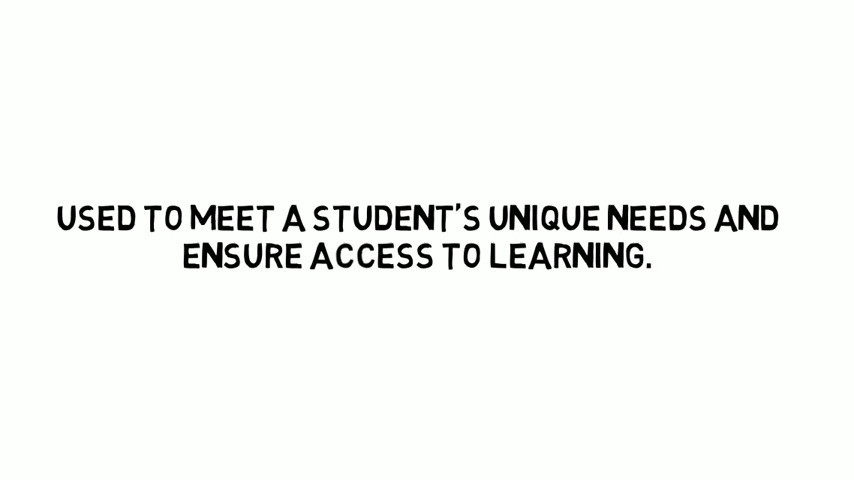 USED TO MEET A STUDENT'S UNIQUE NEEDS AND
ENSURE ACCESS TO LEARNING.